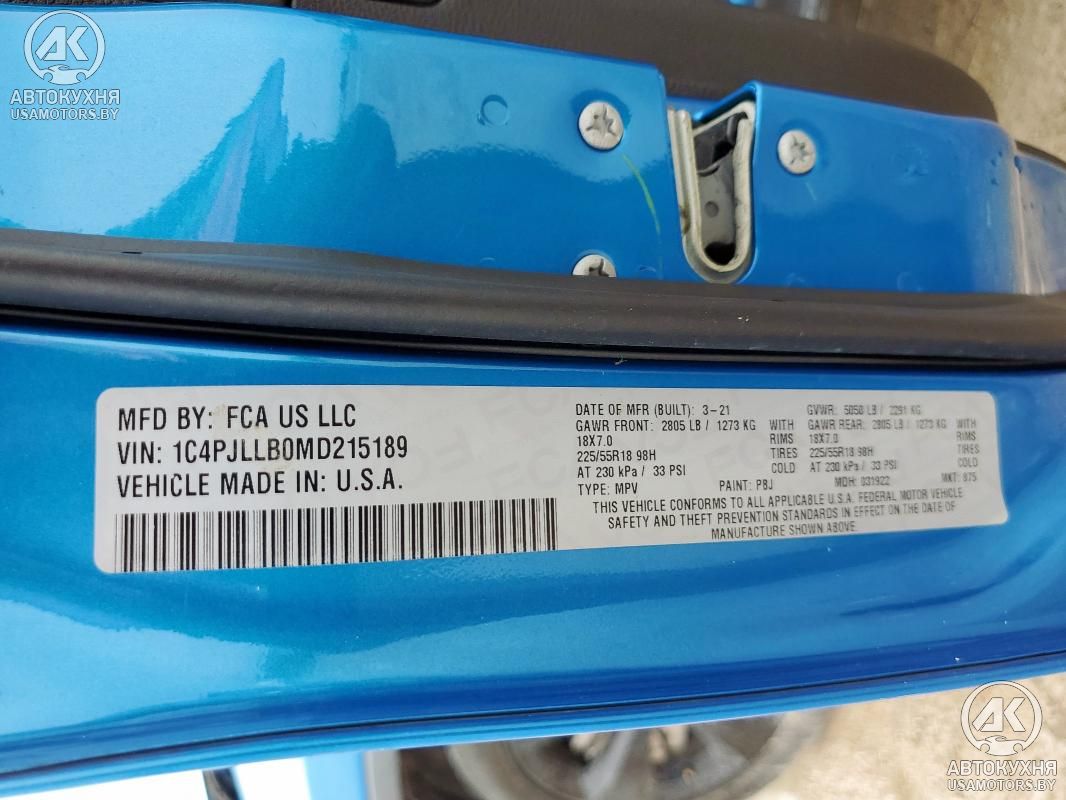 АК
АВТОКУХНЯ
USAMOTORS.BY
MFD BY: FCA US LLC
VIN: 1C4PJLLB0MD215189
VEHICLE MADE IN: U.S.A.
DATE OF MFR (BUILT): 3-21 GVWR: 5050 LB / 2291 KG
GAWR FRONT: 2805 LB / 1273 KG WITH GAWR REAR: 2805 LB / 1273 KG WITH
18X7.0 RIMS 18X7.0 RIMS
225/55R18 98H TIRES 225/55R18 98H TIRES
AT 230 kPa / 33 PSI COLD AT 230 kPa / 33 PSI COLD
TYPE: MPV PAINT: PBJ MDH: 031922 MKT: 875
THIS VEHICLE CONFORMS TO ALL APPLICABLE U.S.A. FEDERAL MOTOR VEHICLE
SAFETY AND THEFT PREVENTION STANDARDS IN EFFECT ON THE DATE OF
MANUFACTURE SHOWN ABOVE.
АК
АВТОКУХНЯ
USAMOTORS.BY